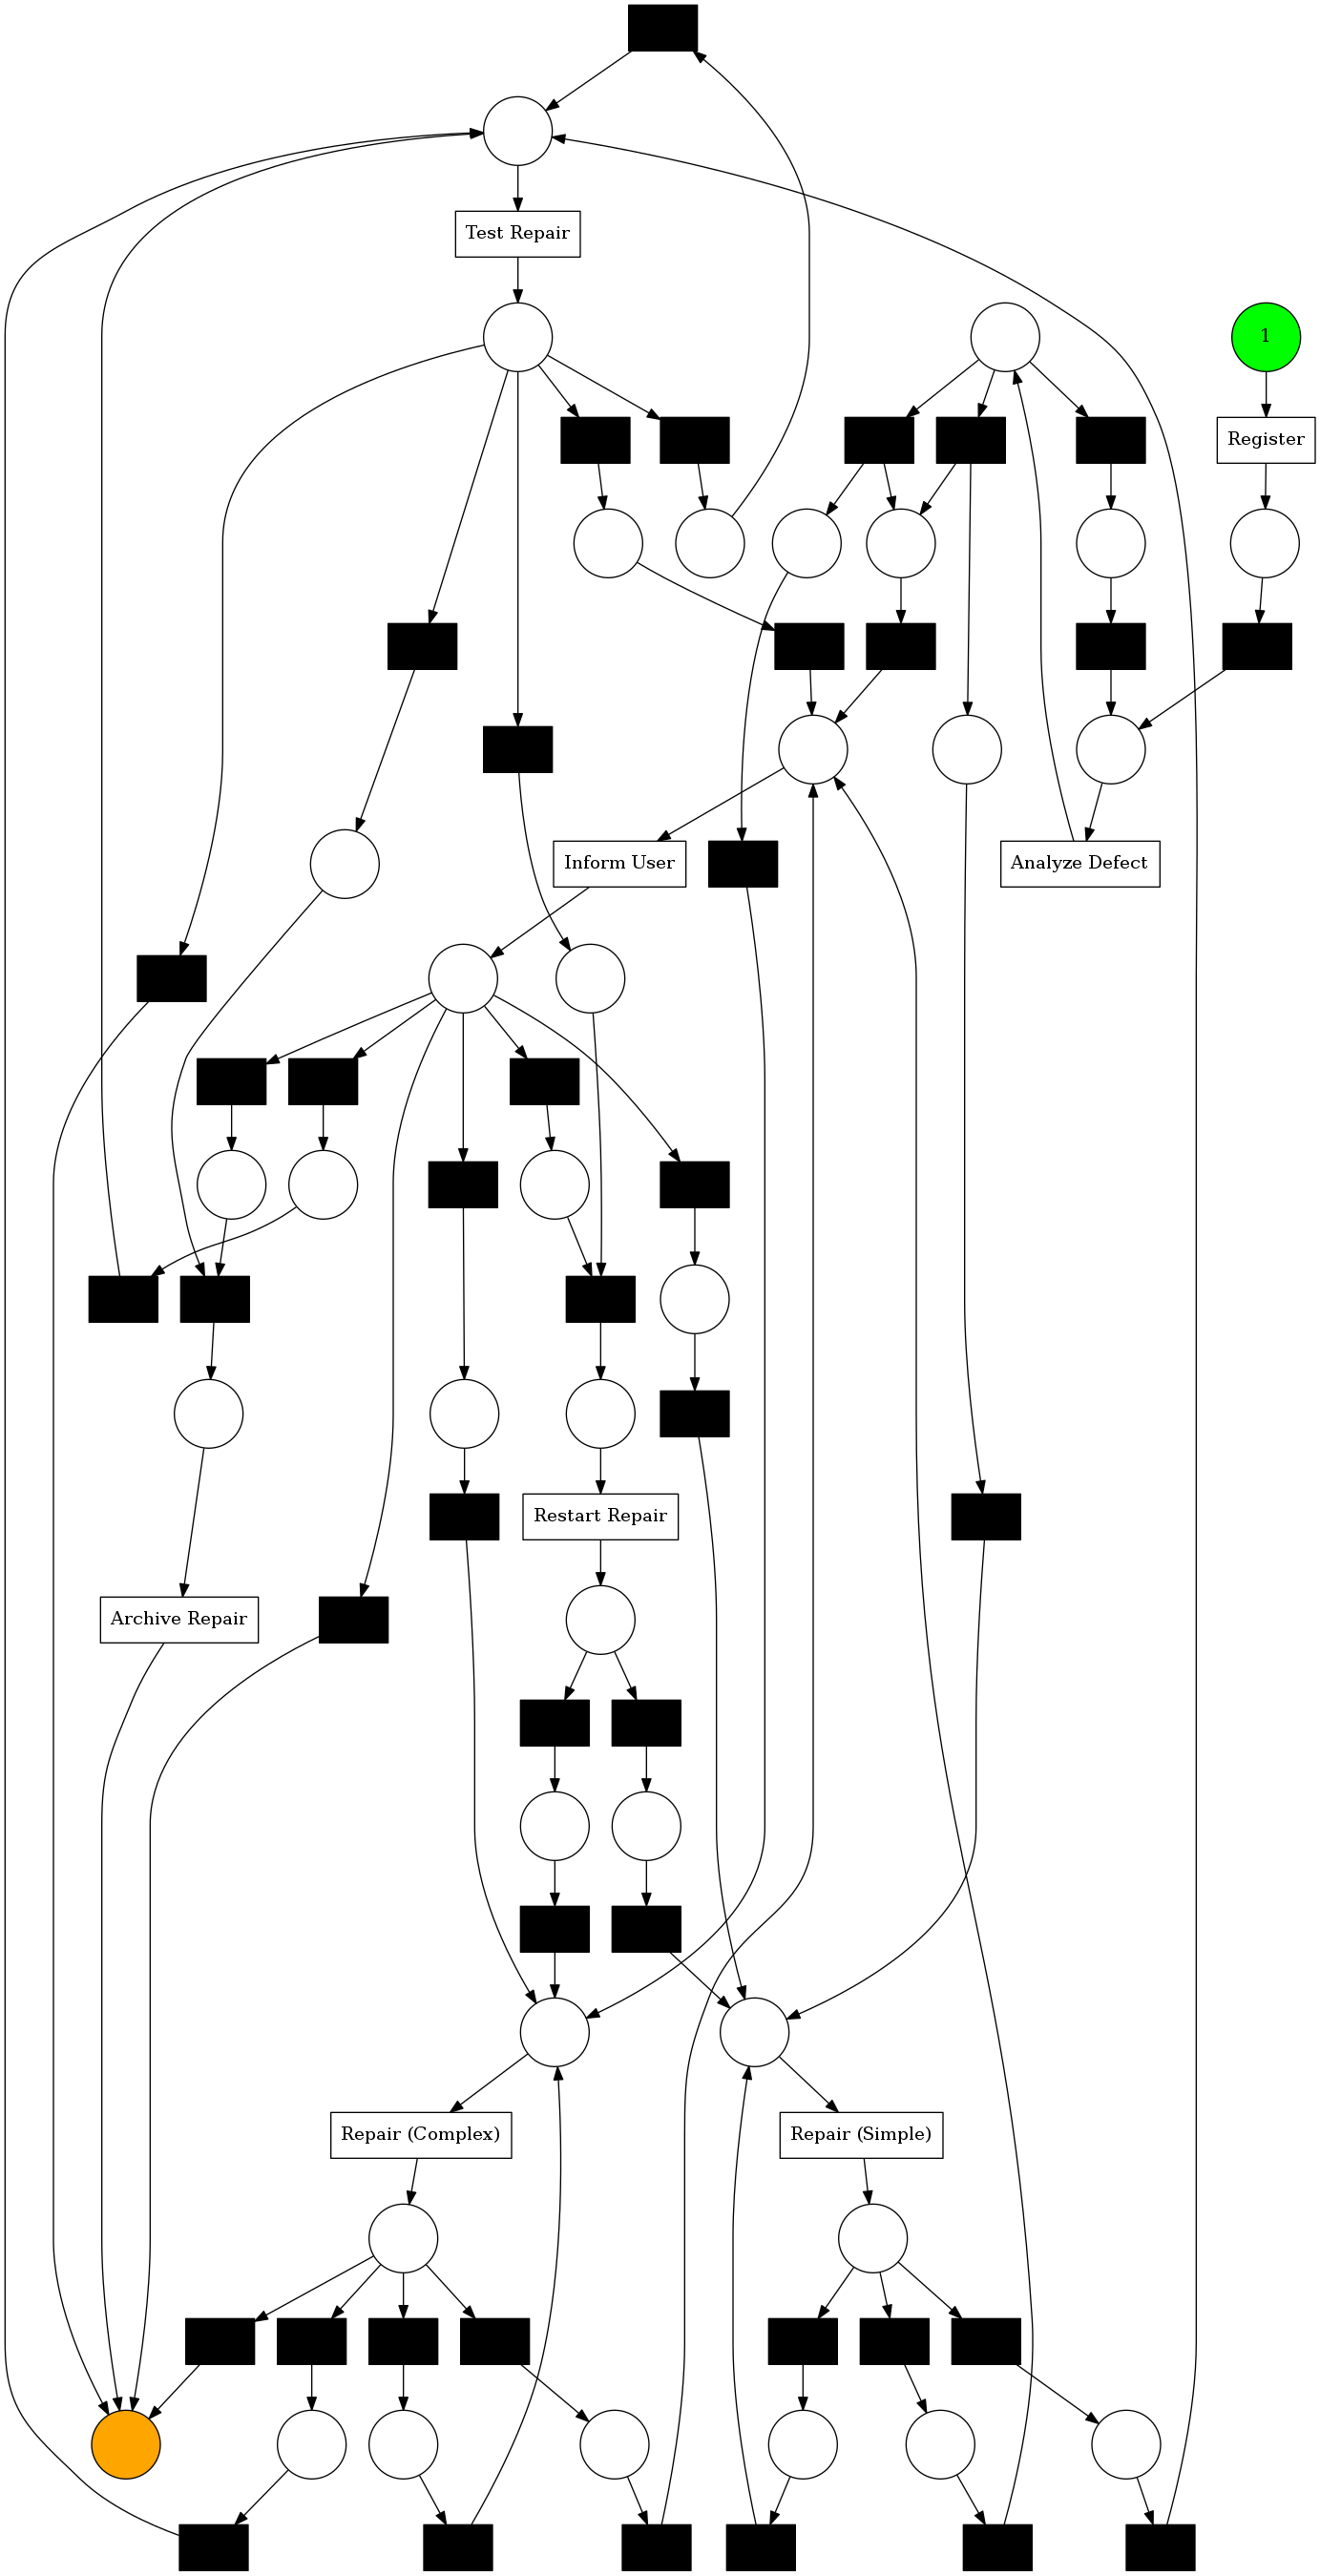 Test Repair
1
Register
Inform User
Analyze Defect
Restart Repair
Archive Repair
Repair (Complex)
Repair (Simple)